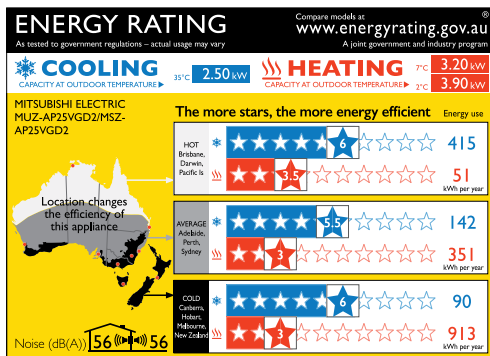 ENERGY RATING
As tested to government regulations – actual usage may vary
Compare models at
www.energyrating.gov.au®
A joint government and industry program
COOLING
CAPACITY AT OUTDOOR TEMPERATURE ▶
35°C 2.50 kW
HEATING
CAPACITY AT OUTDOOR TEMPERATURE ▶
7°C 3.20 kW
2°C 3.90 kW
MITSUBISHI ELECTRIC
MUZ-AP25VGD2/MSZ-
AP25VGD2
The more stars, the more energy efficient
Energy use
HOT
Brisbane,
Darwin,
Pacific Is
6
415
3.5
51
kWh per year
Location changes
the efficiency of
this appliance
AVERAGE
Adelaide,
Perth,
Sydney
5.5
142
3
351
kWh per year
COLD
Canberra,
Hobart,
Melbourne,
New Zealand
6
90
3
913
kWh per year
Noise (dB(A)) 56 56